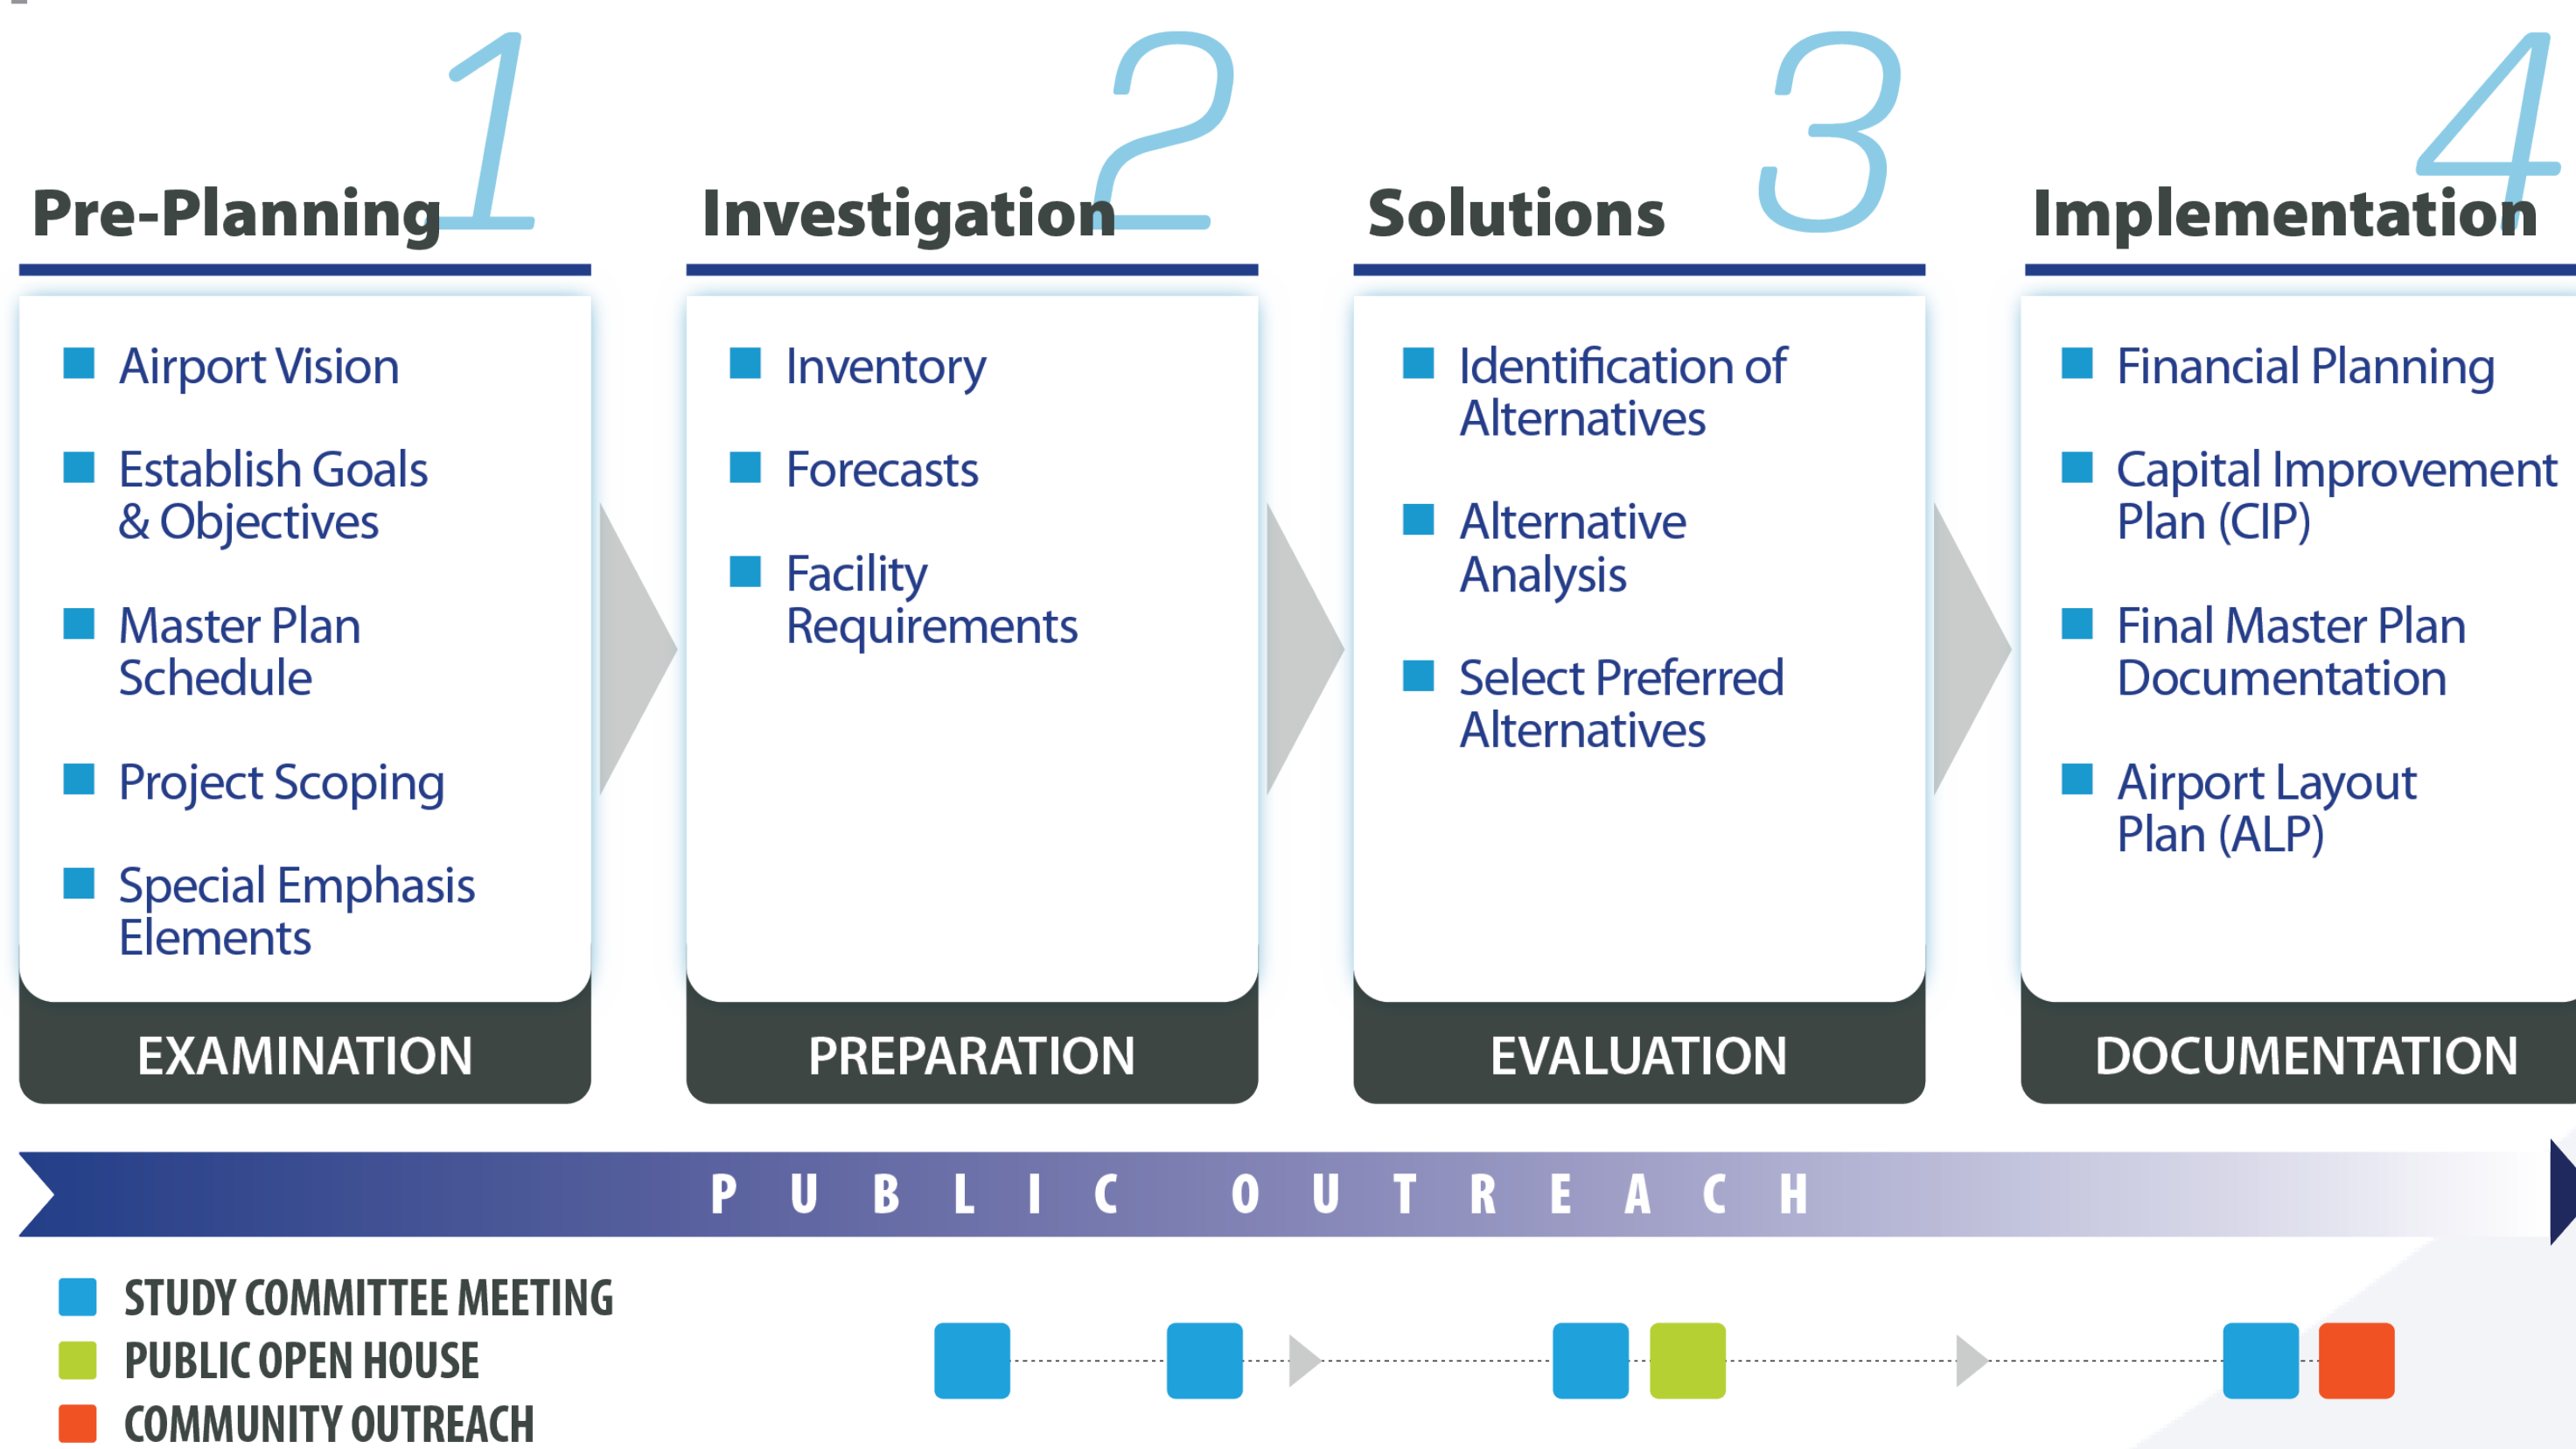 1
Pre-Planning
Airport Vision
Establish Goals
& Objectives
Master Plan
Schedule
Project Scoping
Special Emphasis
Elements
EXAMINATION
2
Investigation
Inventory
Forecasts
Facility
Requirements
PREPARATION
3
Solutions
Identification of
Alternatives
Alternative
Analysis
Select Preferred
Alternatives
EVALUATION
4
Implementation
Financial Planning
Capital Improvement
Plan (CIP)
Final Master Plan
Documentation
Airport Layout
Plan (ALP)
DOCUMENTATION
PUBLIC OUTREACH
STUDY COMMITTEE MEETING
PUBLIC OPEN HOUSE
COMMUNITY OUTREACH